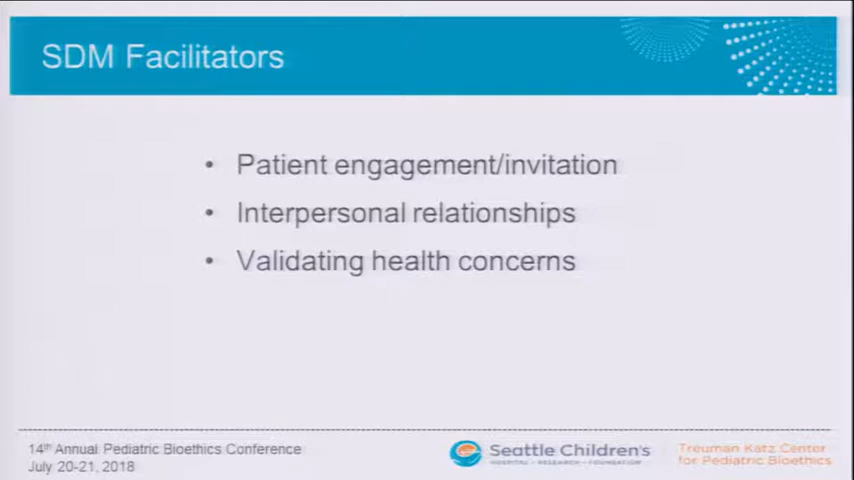 SDM Facilitators
• Patient engagement/invitation
• Interpersonal relationships
• Validating health concerns
14th Annual Pediatric Bioethics Conference
July 20-21, 2018
Seattle Children's
HOSPITAL • RESEARCH • FOUNDATION
Treuman Katz Center
for Pediatric Bioethics